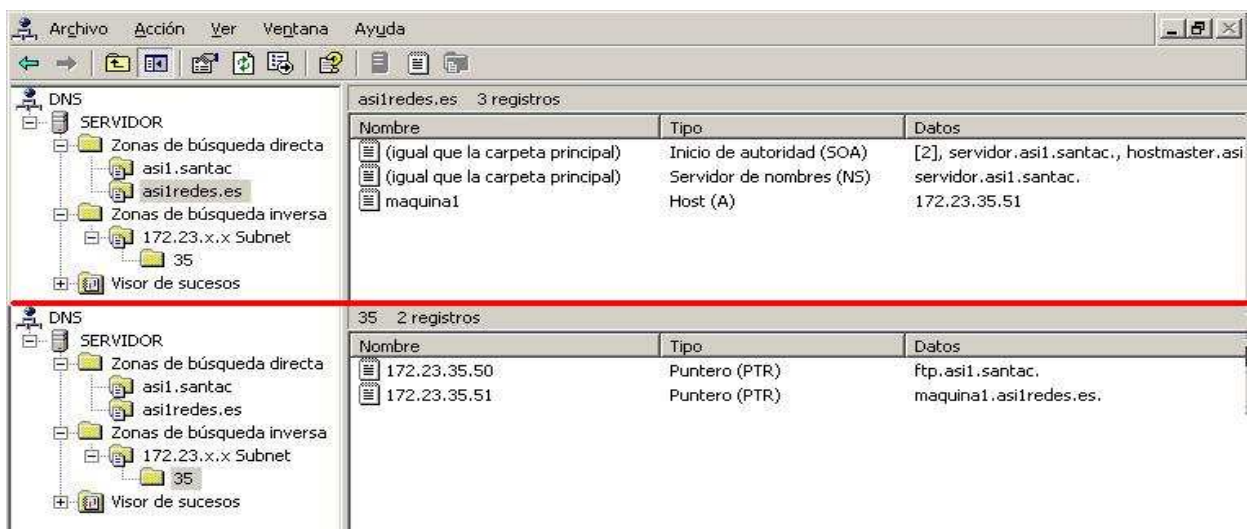 Archivo Acción Ver Ventana Ayuda
DNS
SERVIDOR
Zonas de búsqueda directa
asi1.santac
asi1redes.es
Zonas de búsqueda inversa
172.23.x.x Subnet
35
Visor de sucesos
asi1redes.es 3 registros
Nombre Tipo Datos
(igual que la carpeta principal) Inicio de autoridad (SOA) [2], servidor.asi1.santac., hostmaster.asi
(igual que la carpeta principal) Servidor de nombres (NS) servidor.asi1.santac.
maquina1 Host (A) 172.23.35.51
DNS
SERVIDOR
Zonas de búsqueda directa
asi1.santac
asi1redes.es
Zonas de búsqueda inversa
172.23.x.x Subnet
35
Visor de sucesos
35 2 registros
Nombre Tipo Datos
172.23.35.50 Puntero (PTR) ftp.asi1.santac.
172.23.35.51 Puntero (PTR) maquina1.asi1redes.es.